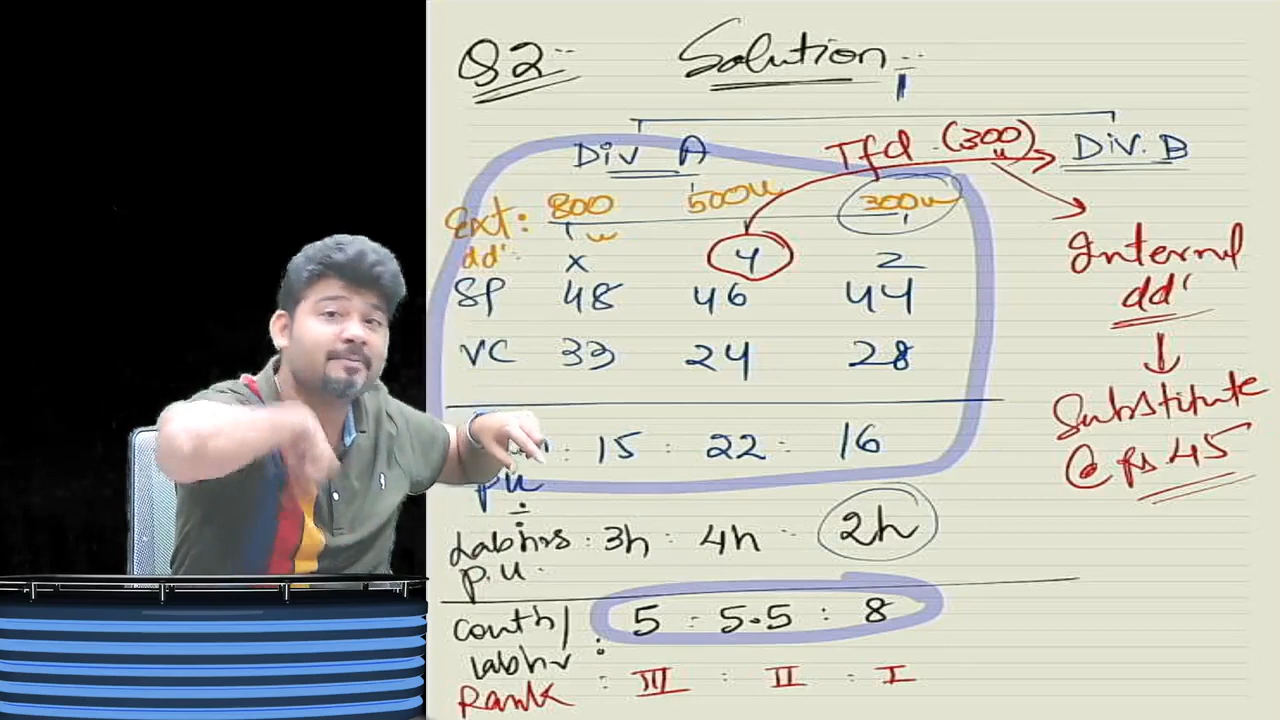 Q2:- Solution:-
Div A Tfd. (300u) Div. B
Ext: 800u 500u 300u
dd': X Y Z
SP 48 46 44
VC 33 24 28
: 15 : 22 : 16
p.u.
Lab hrs : 3h : 4h : 2h
p.u.
Contn/ : 5 : 5.5 : 8
lab hr
Rank : III : II : I
Internal
dd'
↓
Substitute
@ Rs 45